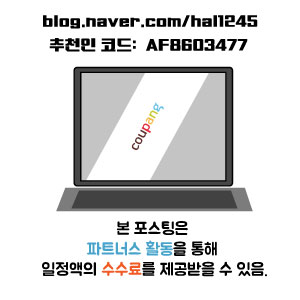 blog.naver.com/hal1245
추천인 코드: AF8603477
coupang
본 포스팅은
파트너스 활동을 통해
일정액의 수수료를 제공받을 수 있음.